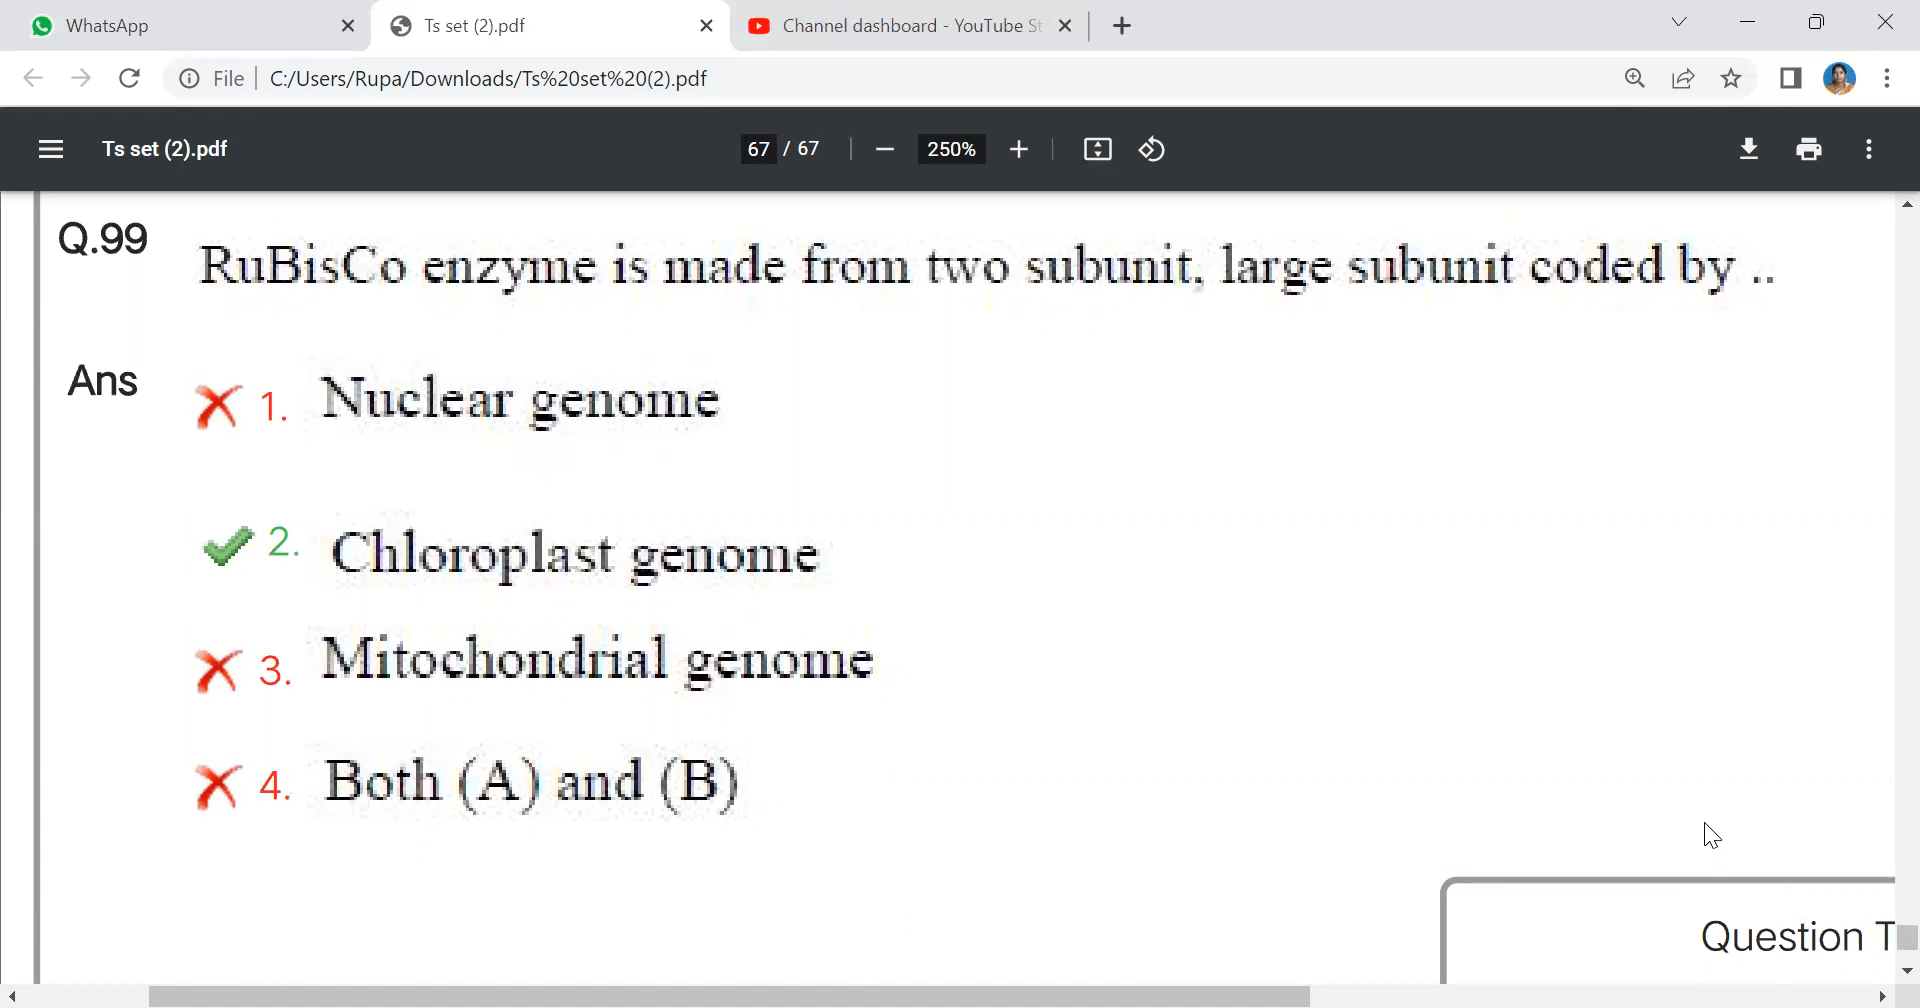 WhatsApp
Ts set (2).pdf
Channel dashboard - YouTube St
File
C:/Users/Rupa/Downloads/Ts%20set%20(2).pdf
Ts set (2).pdf
67 / 67
250%
Q.99
RuBisCo enzyme is made from two subunit, large subunit coded by ..
Ans
1. Nuclear genome
2. Chloroplast genome
3. Mitochondrial genome
4. Both (A) and (B)
Question T